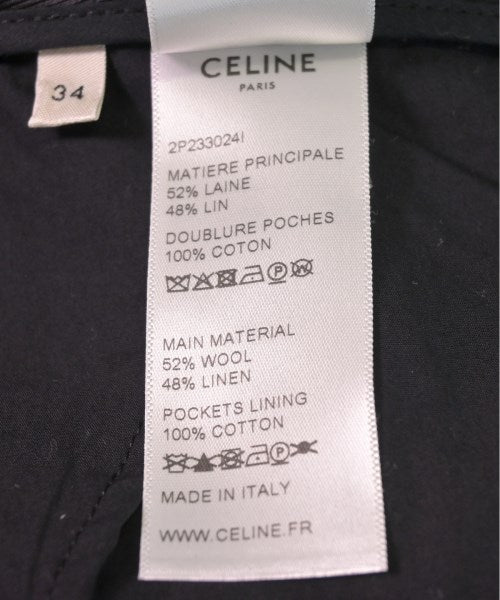 34
CELINE
PARIS
2P233024I
MATIERE PRINCIPALE
52% LAINE
48% LIN
DOUBLURE POCHES
100% COTON
P W
MAIN MATERIAL
52% WOOL
48% LINEN
POCKETS LINING
100% COTTON
P
MADE IN ITALY
WWW.CELINE.FR